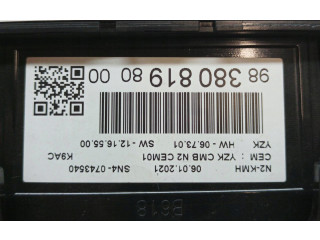 B618
N2-KMH 06.01.2021 SN4-0743540
CEM : YZK CMB N2 CEM01 K9AC
YZK HW - 06.73.01 SW - 12.16.55.00
98 380 819 80 00